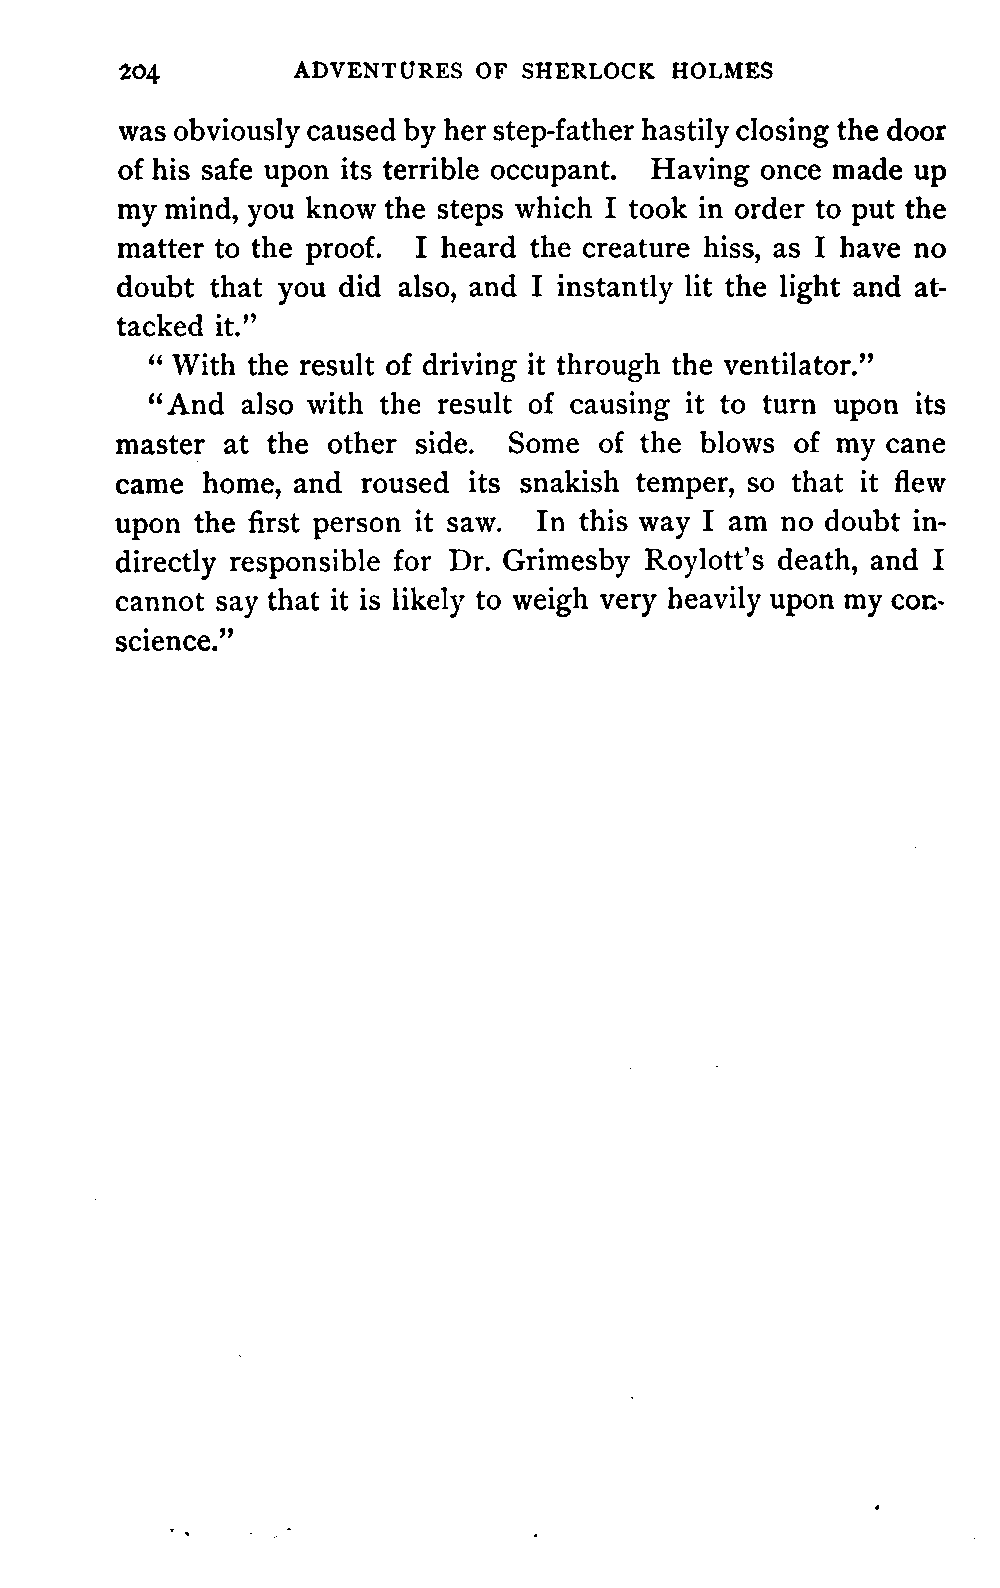 204 ADVENTURES OF SHERLOCK HOLMES
was obviously caused by her step-father hastily closing the door
of his safe upon its terrible occupant. Having once made up
my mind, you know the steps which I took in order to put the
matter to the proof. I heard the creature hiss, as I have no
doubt that you did also, and I instantly lit the light and at-
tacked it.”
“ With the result of driving it through the ventilator.”
“And also with the result of causing it to turn upon its
master at the other side. Some of the blows of my cane
came home, and roused its snakish temper, so that it flew
upon the first person it saw. In this way I am no doubt in-
directly responsible for Dr. Grimesby Roylott’s death, and I
cannot say that it is likely to weigh very heavily upon my con-
science.”